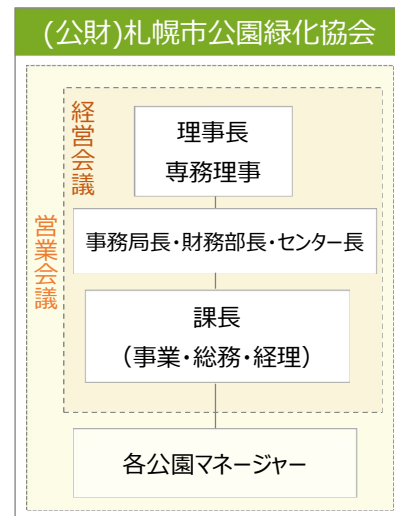 (公財)札幌市公園緑化協会
経営会議
理事長
専務理事
営業会議
事務局長・財務部長・センター長
課長
（事業・総務・経理）
各公園マネージャー